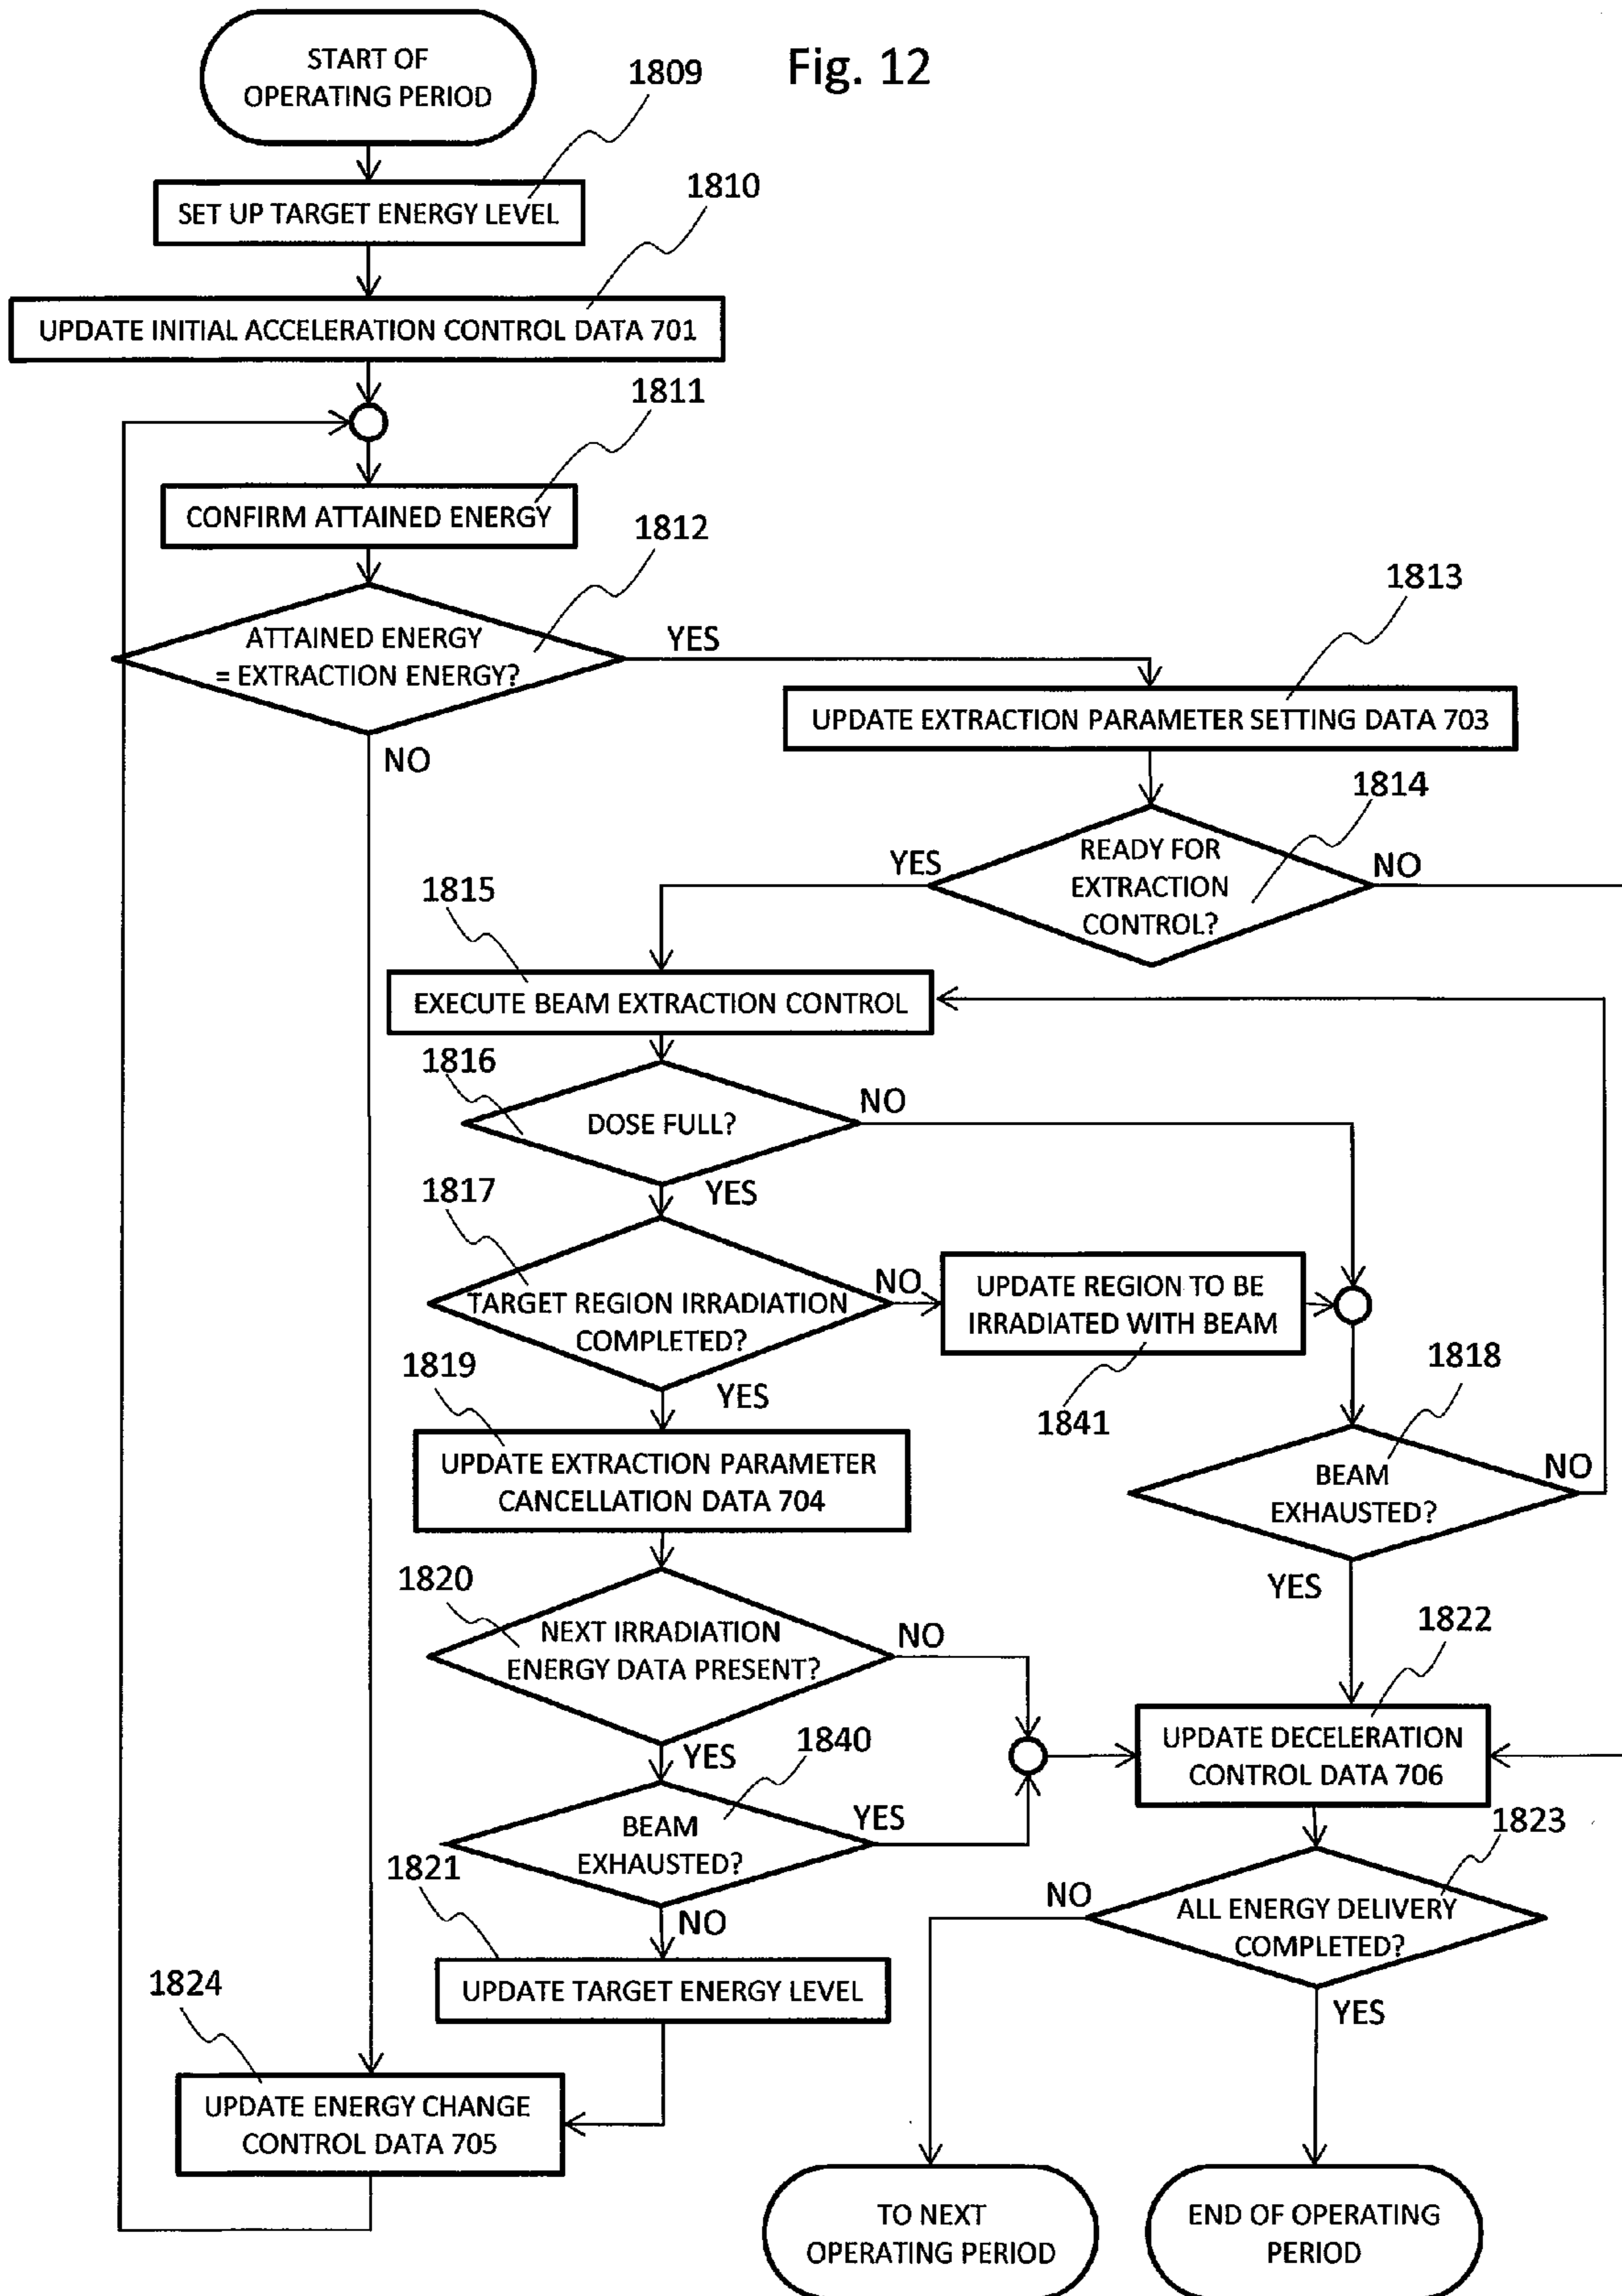 Fig. 12
START OF
OPERATING PERIOD
1809
SET UP TARGET ENERGY LEVEL
1810
UPDATE INITIAL ACCELERATION CONTROL DATA 701
1811
CONFIRM ATTAINED ENERGY
1812
ATTAINED ENERGY
= EXTRACTION ENERGY?
YES
NO
1813
UPDATE EXTRACTION PARAMETER SETTING DATA 703
1814
READY FOR
EXTRACTION
CONTROL?
YES
NO
1815
EXECUTE BEAM EXTRACTION CONTROL
1816
DOSE FULL?
NO
YES
1817
TARGET REGION IRRADIATION
COMPLETED?
NO
UPDATE REGION TO BE
IRRADIATED WITH BEAM
1841
YES
1818
BEAM
EXHAUSTED?
NO
YES
1819
UPDATE EXTRACTION PARAMETER
CANCELLATION DATA 704
1820
NEXT IRRADIATION
ENERGY DATA PRESENT?
NO
YES
1840
BEAM
EXHAUSTED?
YES
NO
1821
UPDATE TARGET ENERGY LEVEL
1822
UPDATE DECELERATION
CONTROL DATA 706
1823
ALL ENERGY DELIVERY
COMPLETED?
NO
YES
1824
UPDATE ENERGY CHANGE
CONTROL DATA 705
TO NEXT
OPERATING PERIOD
END OF OPERATING
PERIOD